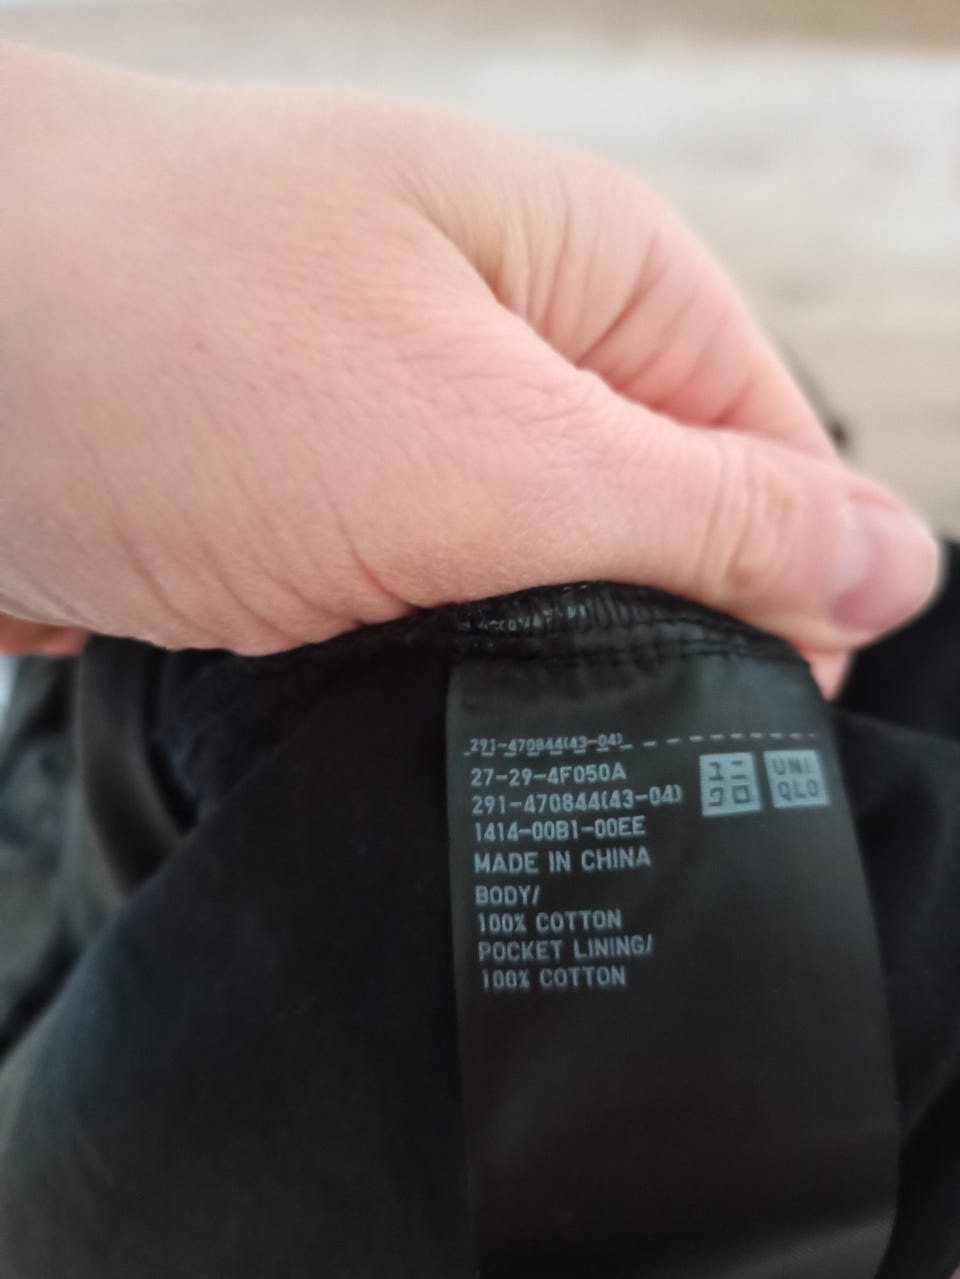 291-470844(43-04)
27-29-4F050A
291-470844(43-04)
1414-00B1-00EE
MADE IN CHINA
BODY/
100% COTTON
POCKET LINING/
100% COTTON
ユニ
クロ
UNI
QLO